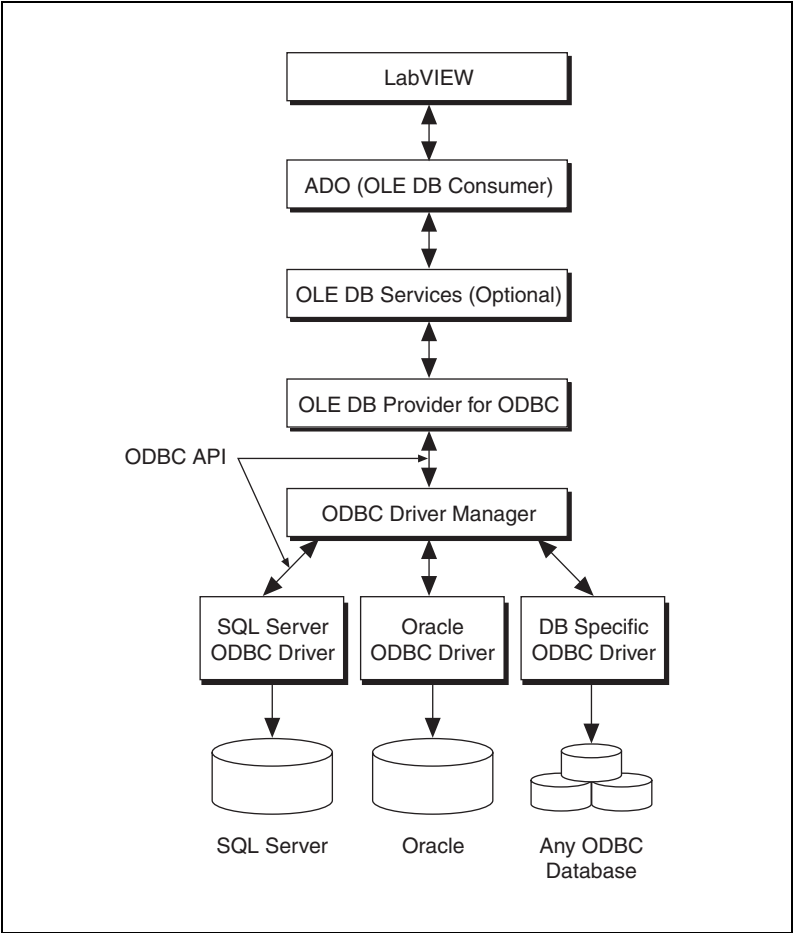 LabVIEW
ADO (OLE DB Consumer)
OLE DB Services (Optional)
OLE DB Provider for ODBC
ODBC API
ODBC Driver Manager
SQL Server
ODBC Driver
Oracle
ODBC Driver
DB Specific
ODBC Driver
SQL Server
Oracle
Any ODBC
Database